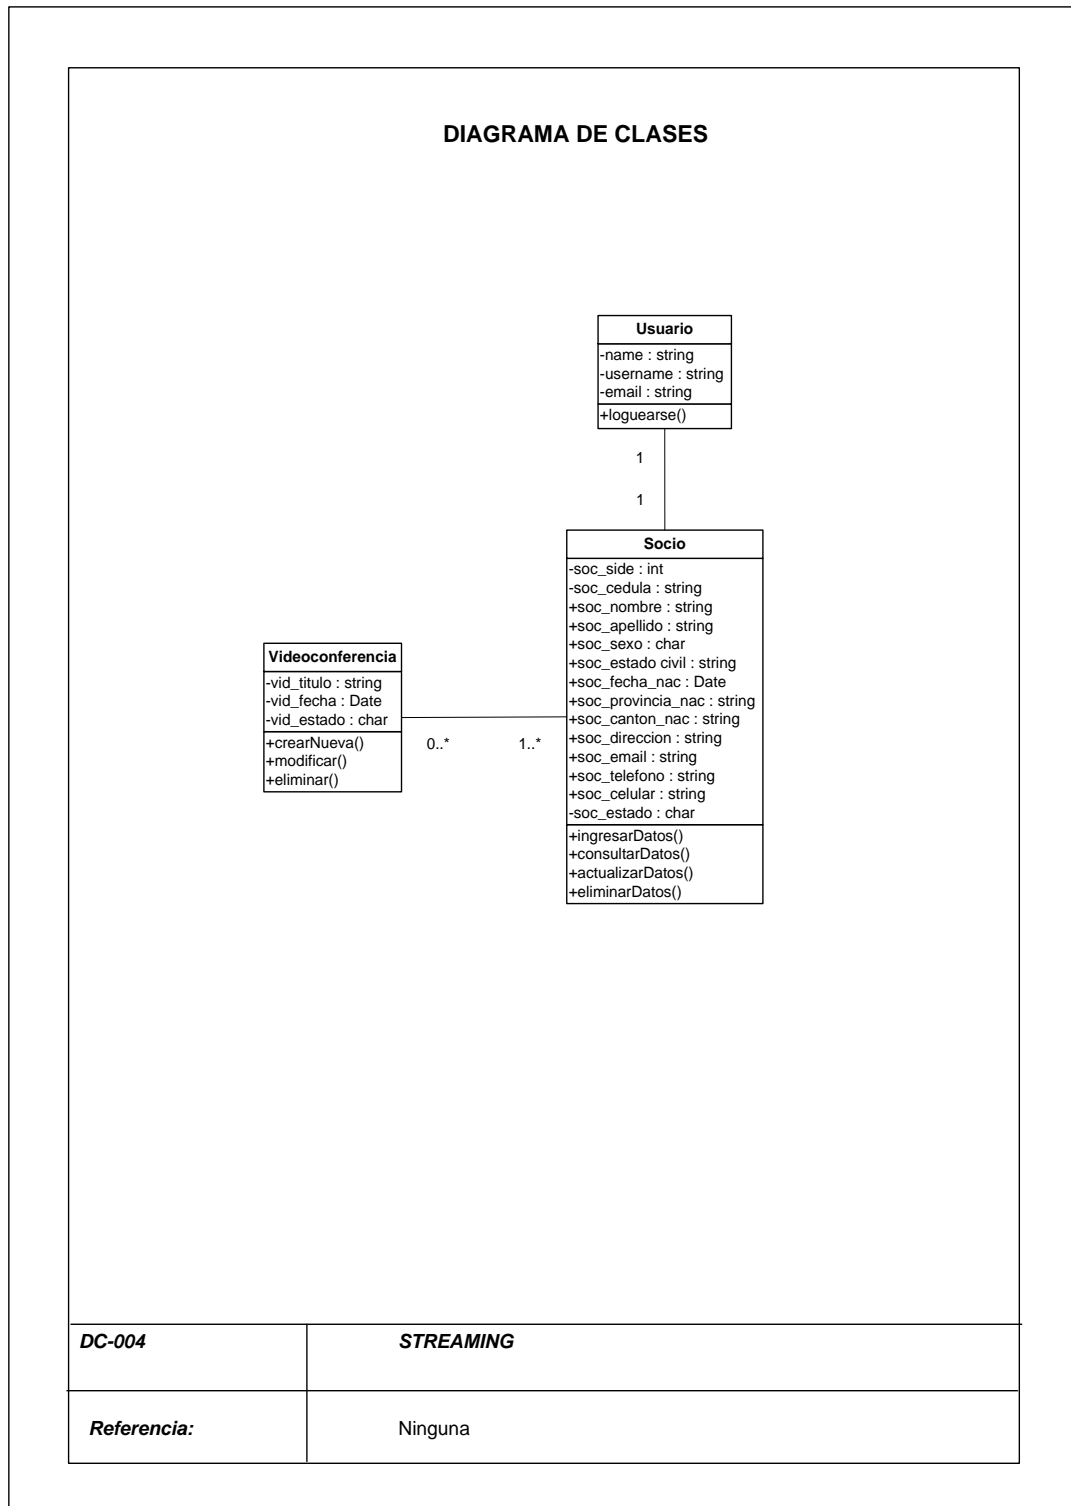 DIAGRAMA DE CLASES
Usuario
-name : string
-username : string
-email : string
+loguearse()
1
1
Socio
-soc_side : int
-soc_cedula : string
+soc_nombre : string
+soc_apellido : string
+soc_sexo : char
+soc_estado civil : string
+soc_fecha_nac : Date
+soc_provincia_nac : string
+soc_canton_nac : string
+soc_direccion : string
+soc_email : string
+soc_telefono : string
+soc_celular : string
-soc_estado : char
+ingresarDatos()
+consultarDatos()
+actualizarDatos()
+eliminarDatos()
Videoconferencia
-vid_titulo : string
-vid_fecha : Date
-vid_estado : char
+crearNueva()
+modificar()
+eliminar()
0..*
1..*
DC-004
STREAMING
Referencia:
Ninguna